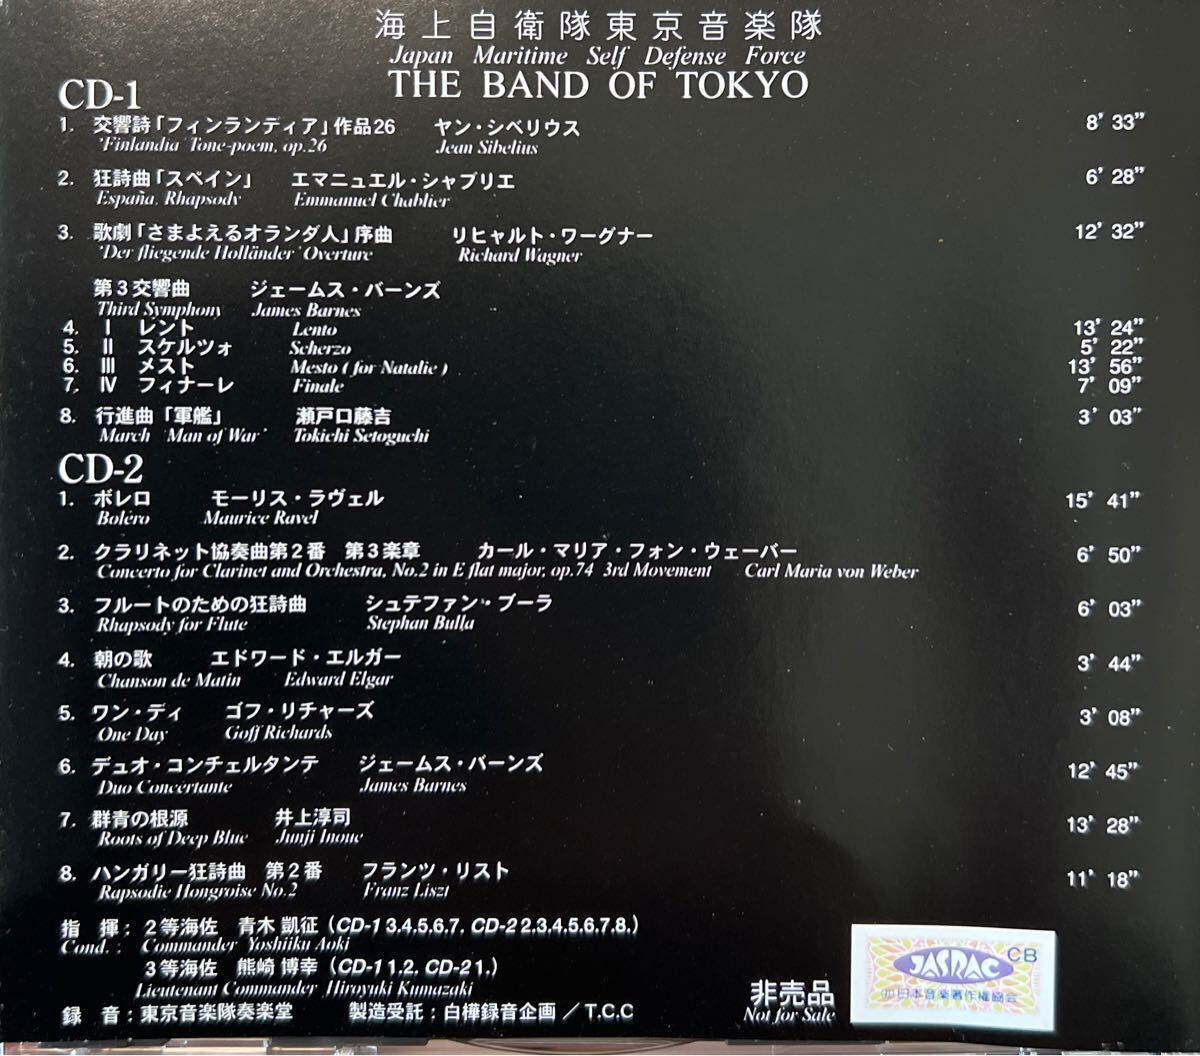 海上自衛隊東京音楽隊
Japan Maritime Self Defense Force
THE BAND OF TOKYO
CD-1
1. 交響詩「フィンランディア」作品26 ヤン・シベリウス 8' 33"
'Finlandia' Tone-poem, op.26 Jean Sibelius
2. 狂詩曲「スペイン」 エマニュエル・シャブリエ 6' 28"
España, Rhapsody Emmanuel Chablier
3. 歌劇「さまよえるオランダ人」序曲 リヒャルト・ワーグナー 12' 32"
'Der fliegende Holländer' Overture Richard Wagner
第3交響曲 ジェームス・バーンズ
Third Symphony James Barnes
4. Ⅰ レント Lento 13' 24"
5. Ⅱ スケルツォ Scherzo 5' 22"
6. Ⅲ メスト Mesto ( for Natalie ) 13' 56"
7. Ⅳ フィナーレ Finale 7' 09"
8. 行進曲「軍艦」 瀬戸口藤吉 3' 03"
March 'Man of War' Tokichi Setoguchi
CD-2
1. ボレロ モーリス・ラヴェル 15' 41"
Boléro Maurice Ravel
2. クラリネット協奏曲第2番 第3楽章 カール・マリア・フォン・ウェーバー 6' 50"
Concerto for Clarinet and Orchestra, No.2 in E flat major, op.74 3rd Movement Carl Maria von Weber
3. フルートのための狂詩曲 シュテファン・ブーラ 6' 03"
Rhapsody for Flute Stephan Bulla
4. 朝の歌 エドワード・エルガー 3' 44"
Chanson de Matin Edward Elgar
5. ワン・ディ ゴフ・リチャーズ 3' 08"
One Day Goff Richards
6. デュオ・コンチェルタンテ ジェームス・バーンズ 12' 45"
Duo Concertante James Barnes
7. 群青の根源 井上淳司 13' 28"
Roots of Deep Blue Junji Inoue
8. ハンガリー狂詩曲 第2番 フランツ・リスト 11' 18"
Rapsodie Hongroise No.2 Franz Liszt
指 揮 : 2等海佐 青木 凱征 (CD-1 3.4.5.6.7, CD-2 2.3.4.5.6.7.8.)
Cond. : Commander Yoshiiku Aoki
3等海佐 熊崎 博幸 (CD-1 1.2, CD-2 1.)
Lieutenant Commander Hiroyuki Kumazaki
録 音 : 東京音楽隊奏楽堂 製造受託 : 白樺録音企画 / T.C.C
非売品
Not for Sale
CB
JASRAC
(社)日本音楽著作権協会